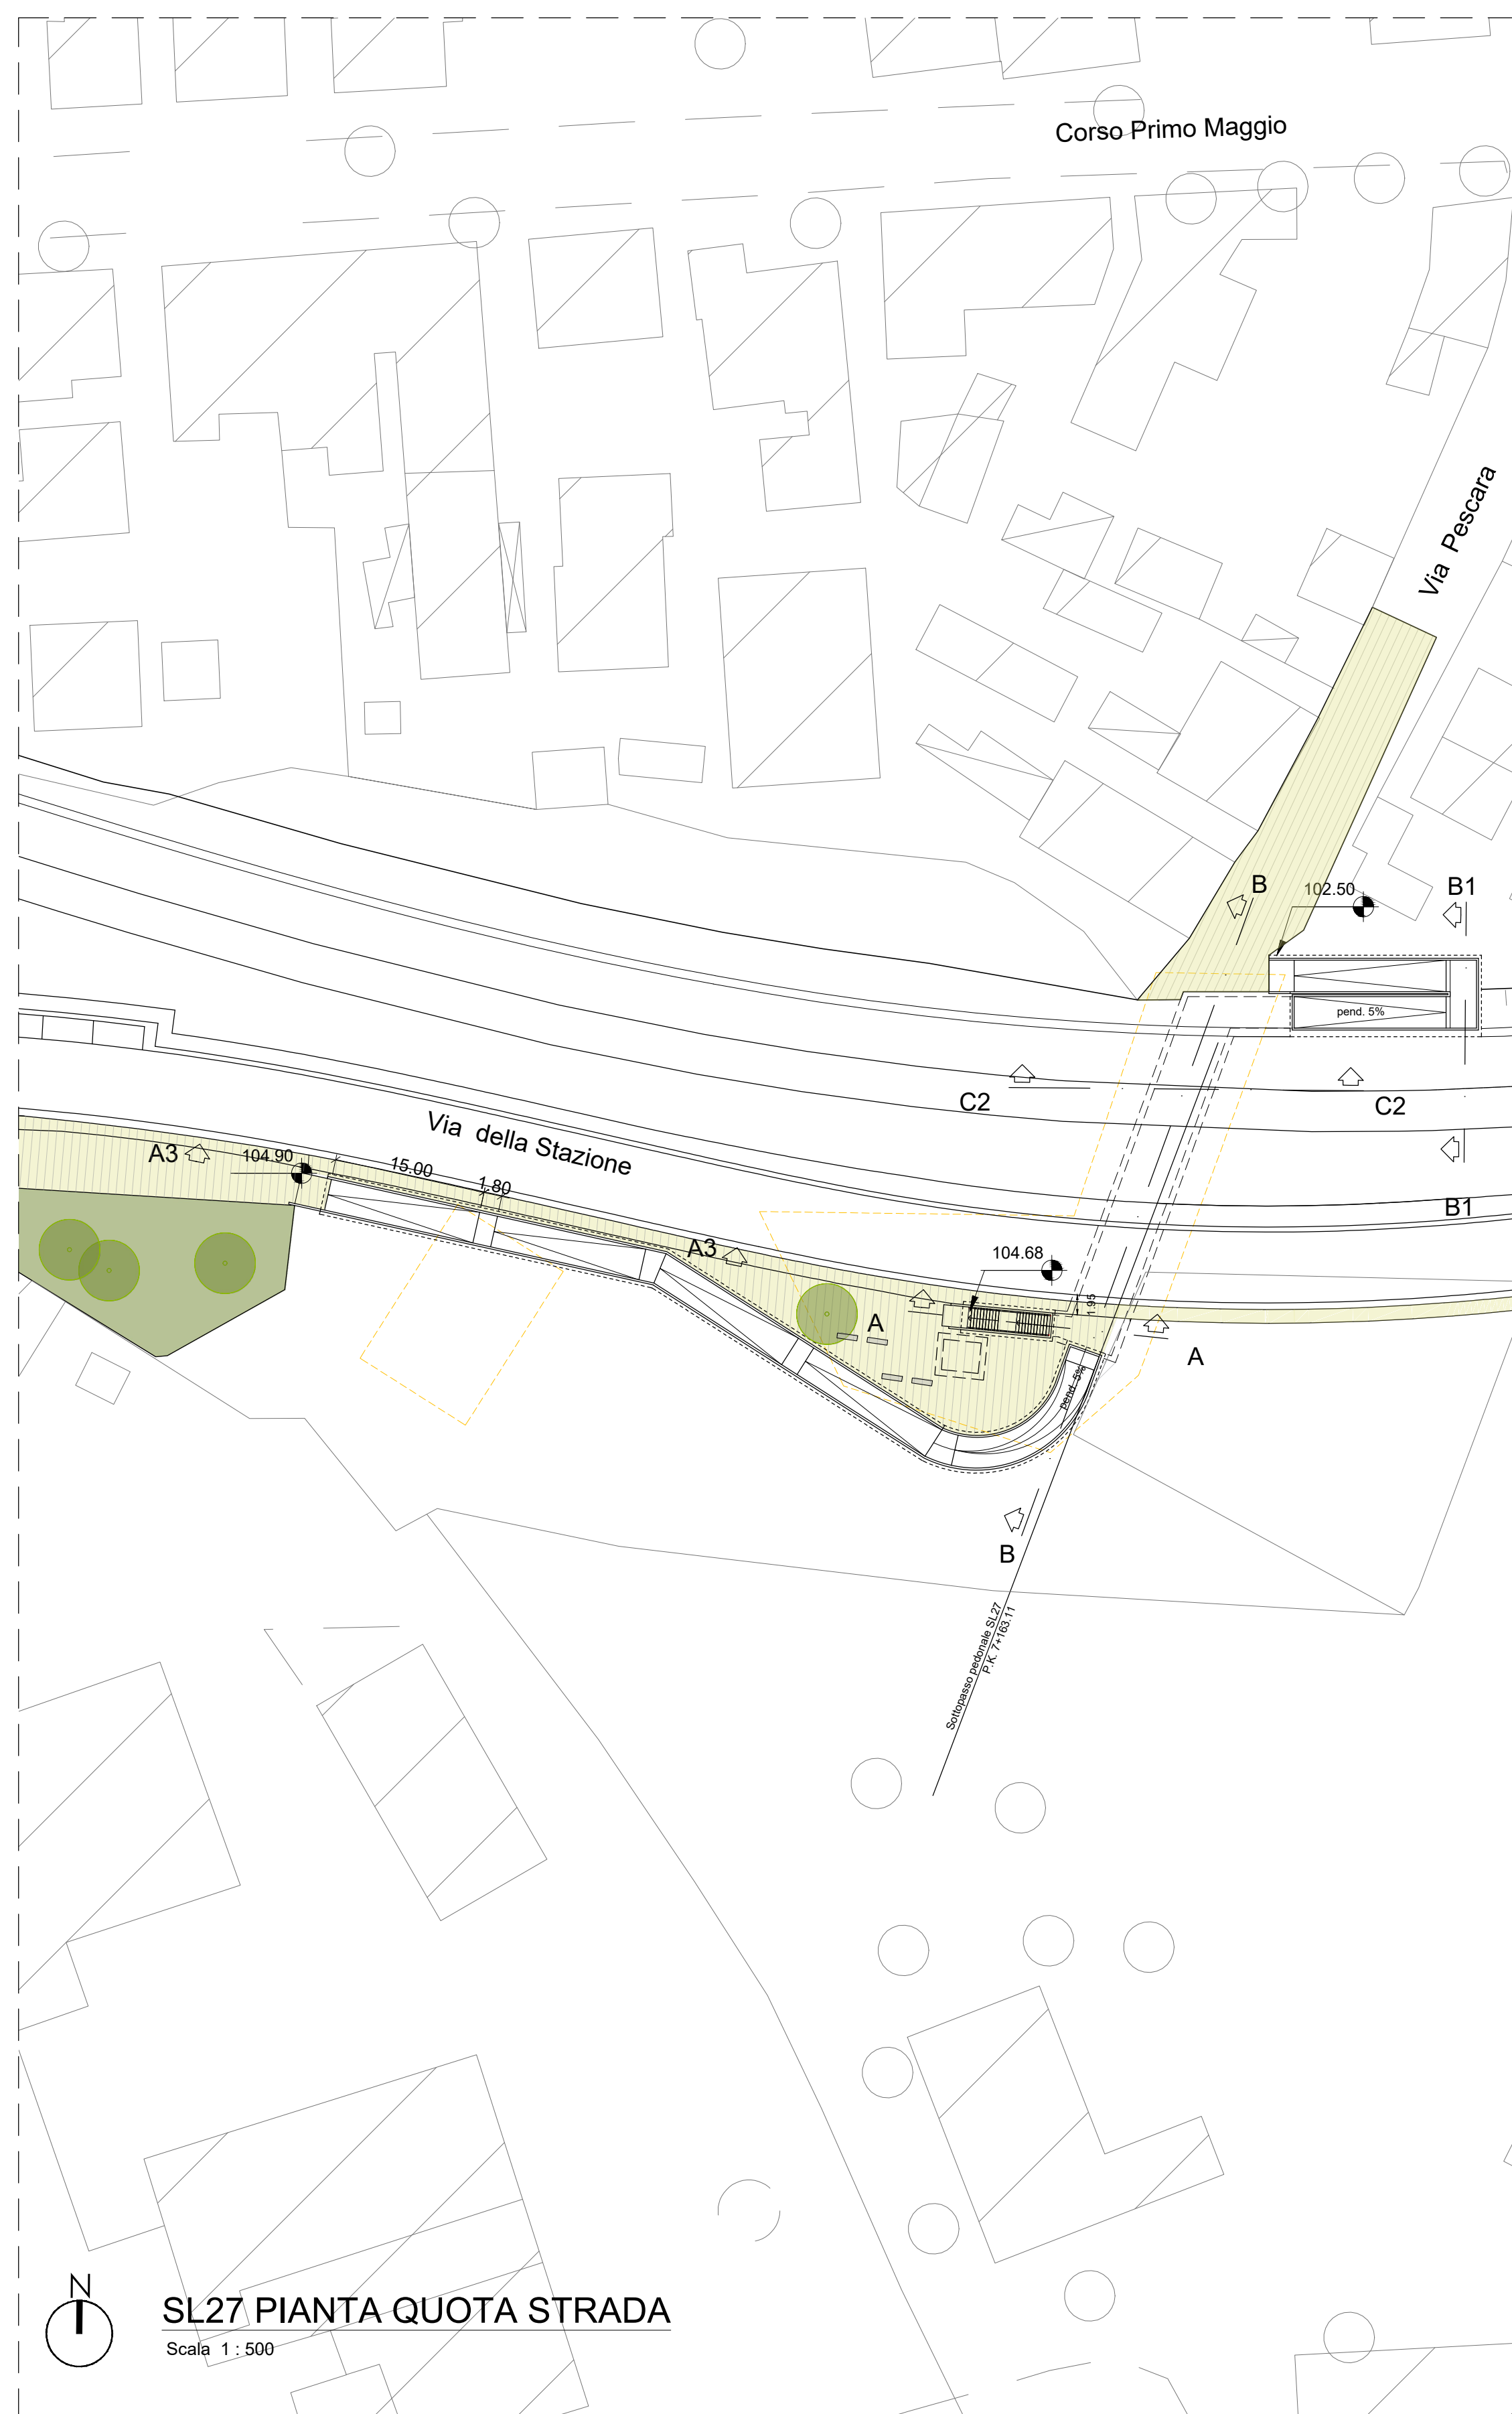 Corso Primo Maggio
Via Pescara
B
102.50
B1
pend. 5%
C2
C2
Via della Stazione
A3
104.90
15.00
1.80
B1
A3
104.68
1.95
A
A
pend. 5%
B
Sottopasso pedonale SL27
P.K. 7+163.11
N
SL27 PIANTA QUOTA STRADA
Scala 1 : 500